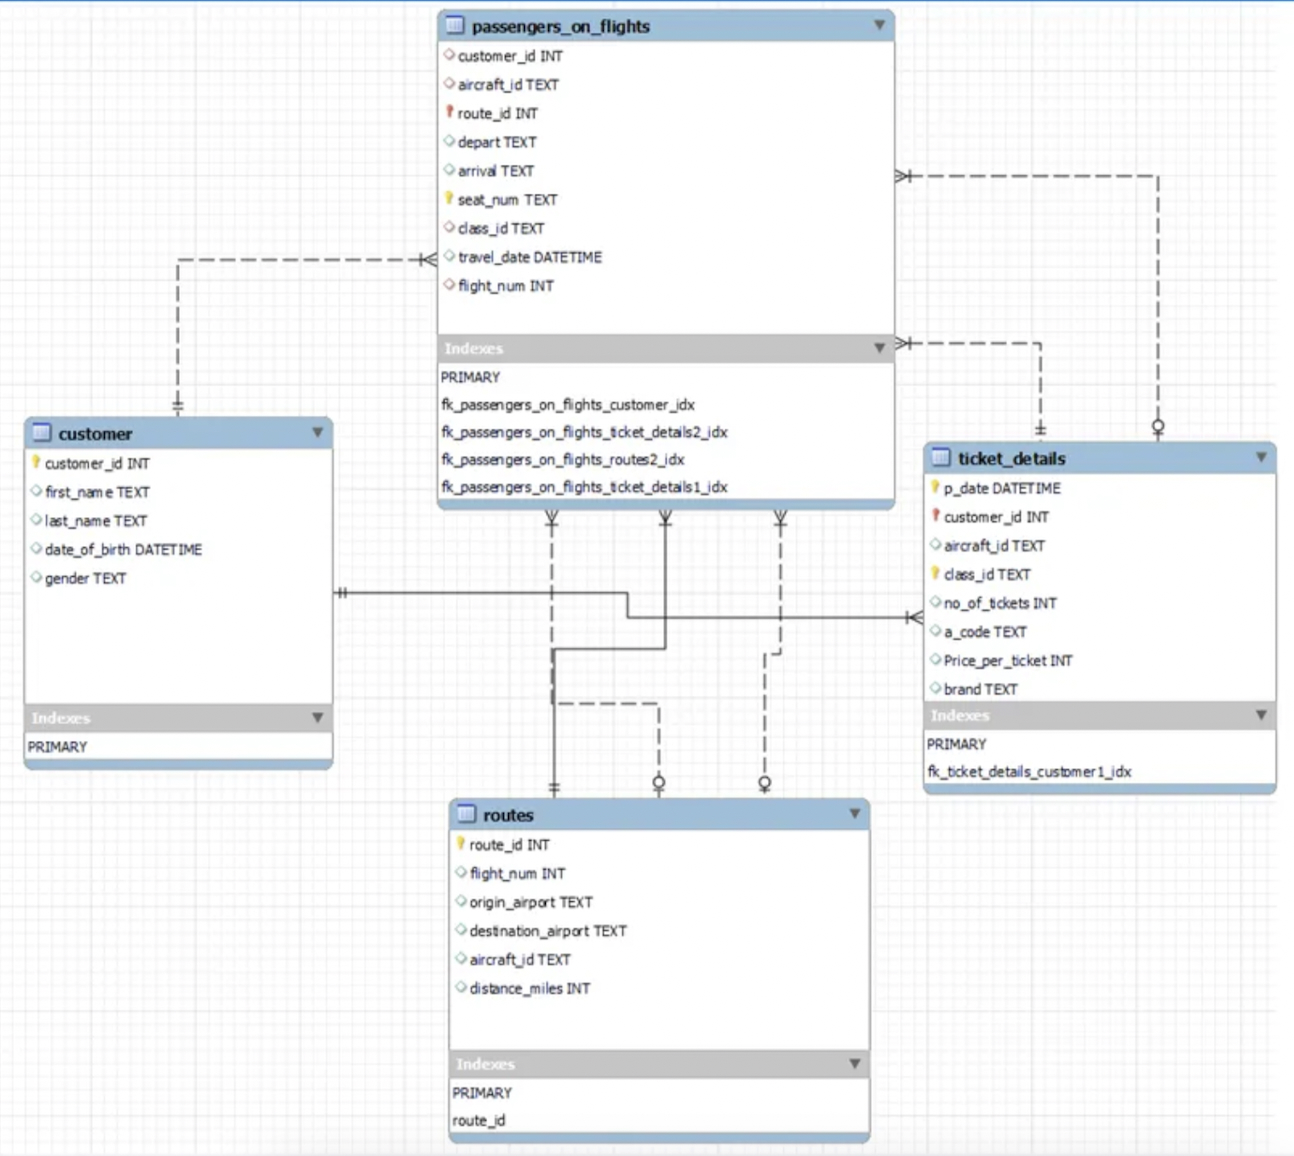 passengers_on_flights
customer_id INT
aircraft_id TEXT
route_id INT
depart TEXT
arrival TEXT
seat_num TEXT
class_id TEXT
travel_date DATETIME
flight_num INT
Indexes
PRIMARY
fk_passengers_on_flights_customer_idx
fk_passengers_on_flights_ticket_details2_idx
fk_passengers_on_flights_routes2_idx
fk_passengers_on_flights_ticket_details1_idx
customer
customer_id INT
first_name TEXT
last_name TEXT
date_of_birth DATETIME
gender TEXT
Indexes
PRIMARY
ticket_details
p_date DATETIME
customer_id INT
aircraft_id TEXT
class_id TEXT
no_of_tickets INT
a_code TEXT
Price_per_ticket INT
brand TEXT
Indexes
PRIMARY
fk_ticket_details_customer1_idx
routes
route_id INT
flight_num INT
origin_airport TEXT
destination_airport TEXT
aircraft_id TEXT
distance_miles INT
Indexes
PRIMARY
route_id